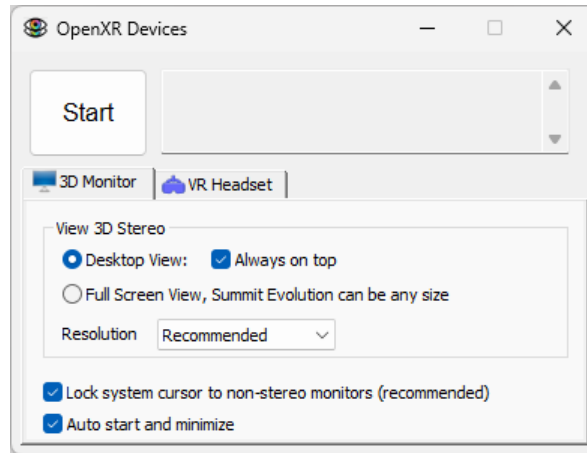 OpenXR Devices
Start
3D Monitor VR Headset
View 3D Stereo
Desktop View: Always on top
Full Screen View, Summit Evolution can be any size
Resolution Recommended
Lock system cursor to non-stereo monitors (recommended)
Auto start and minimize